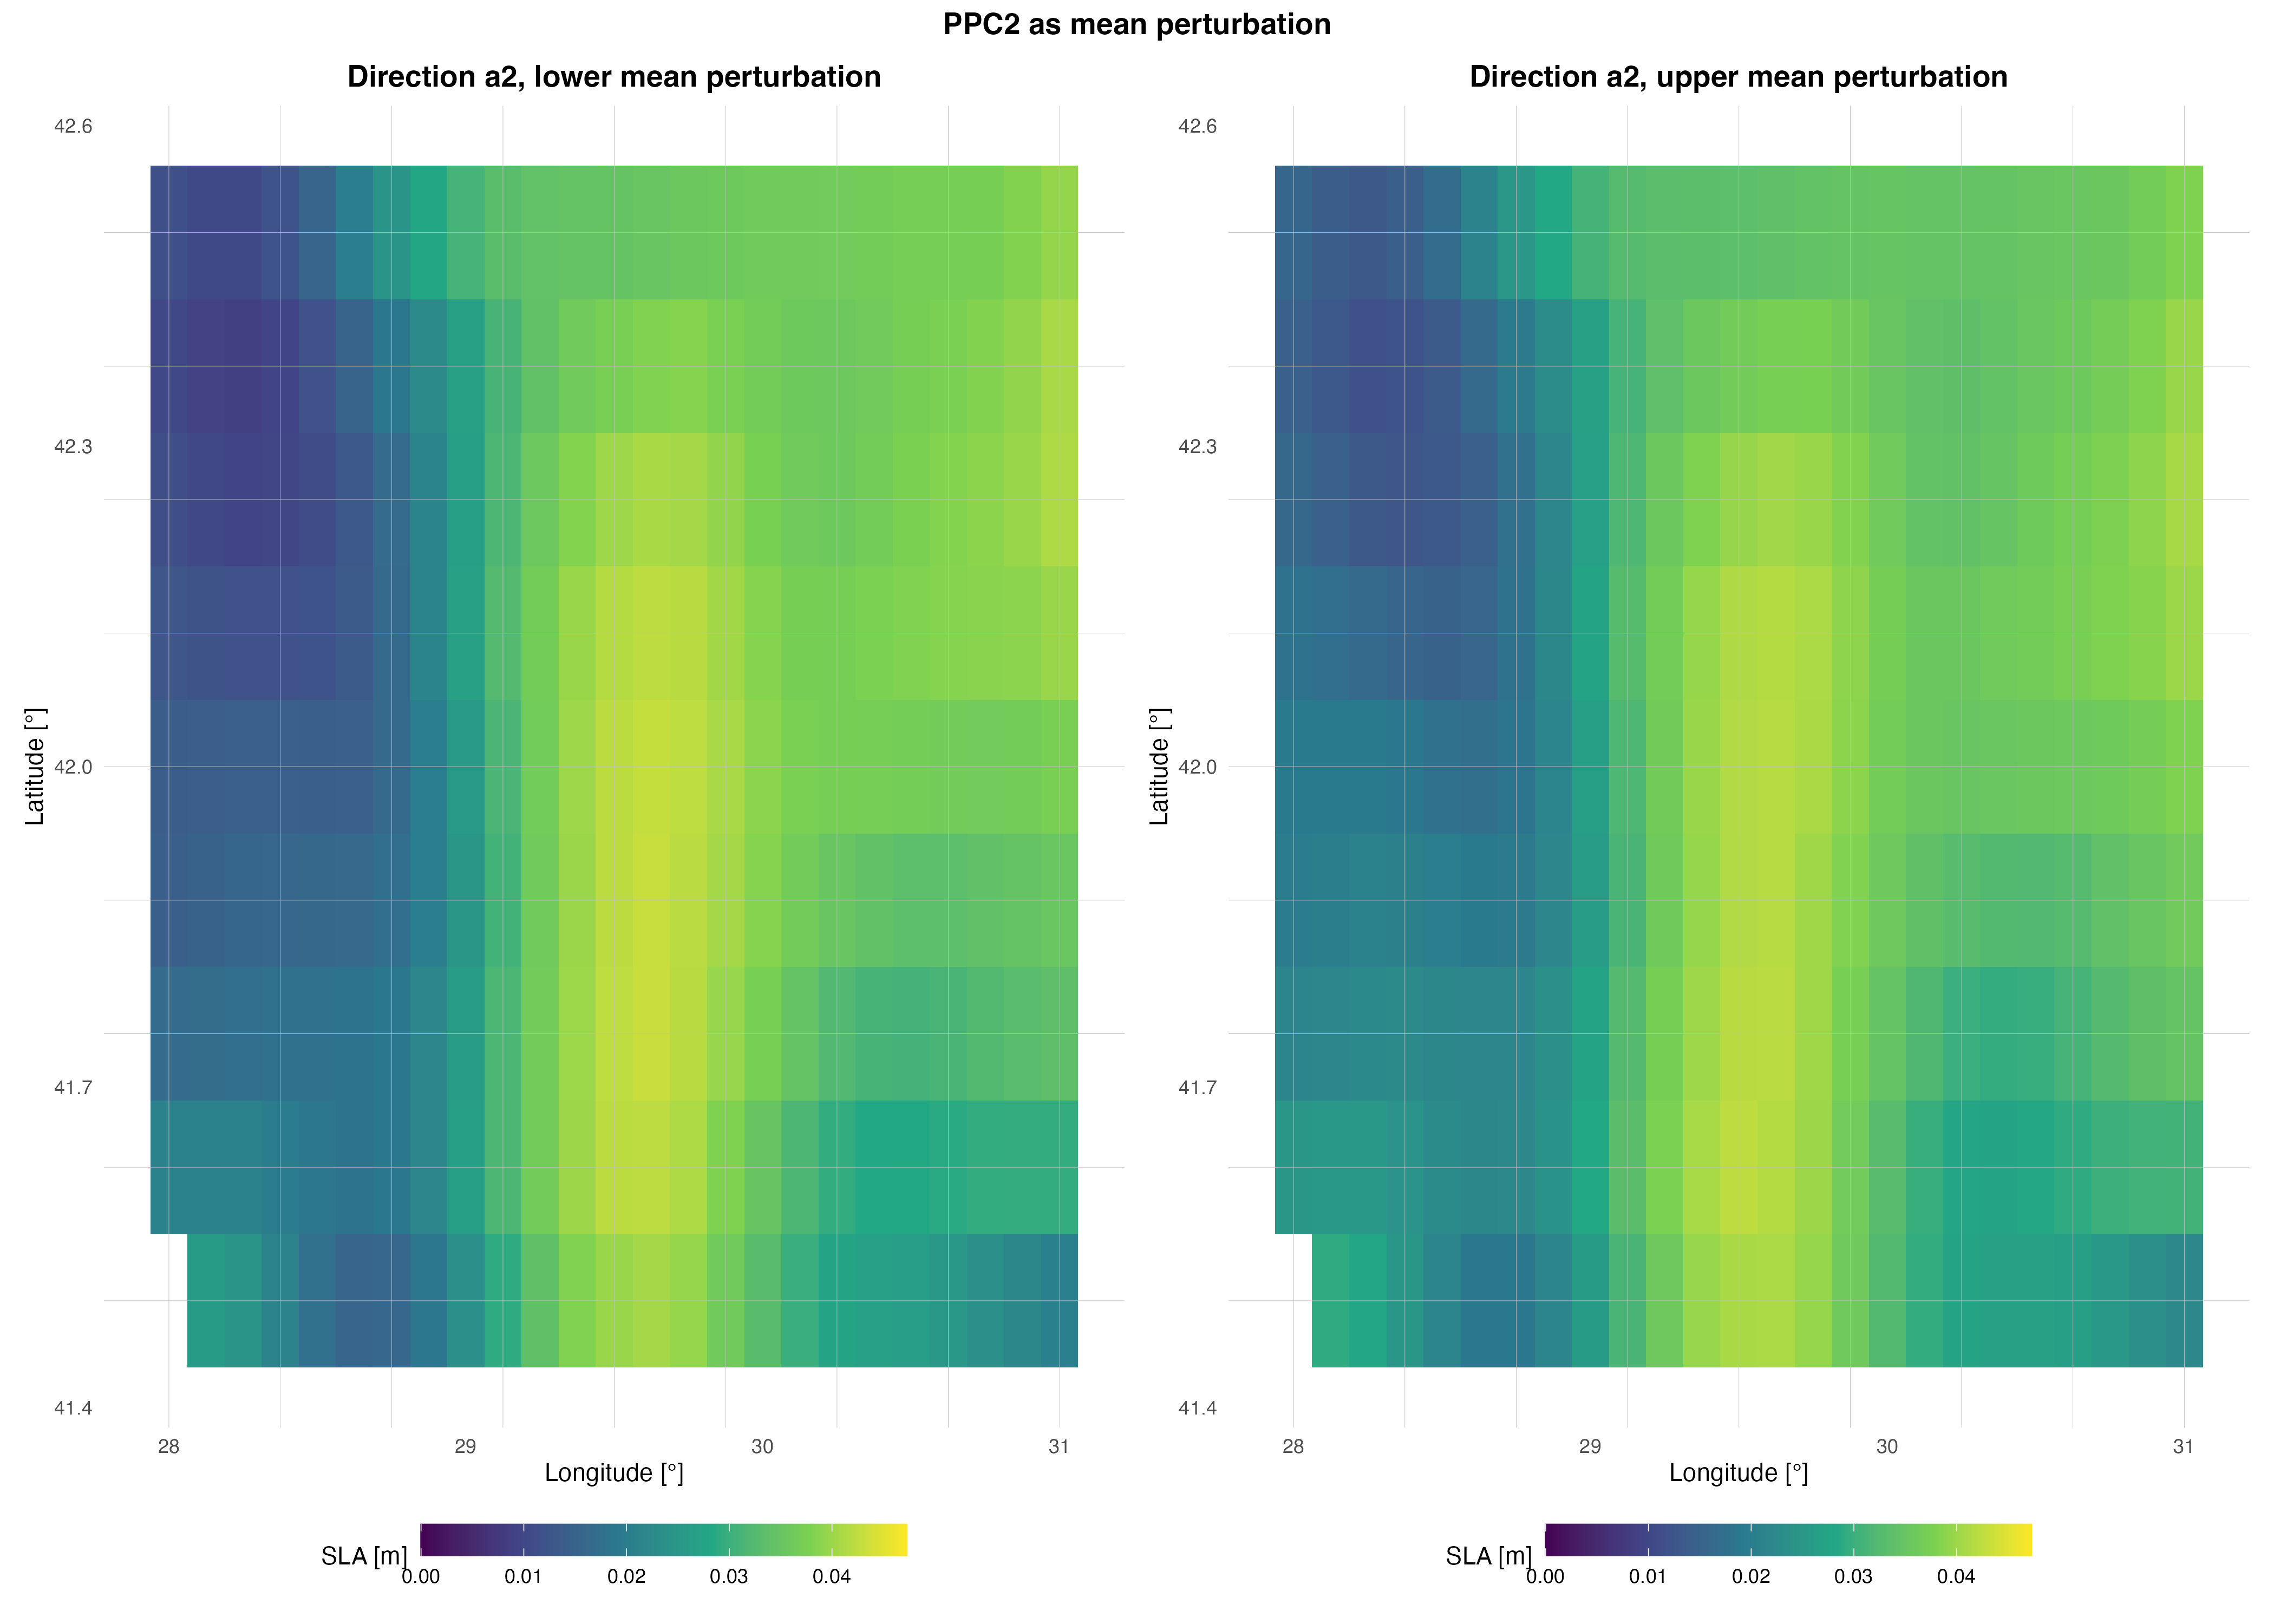 PPC2 as mean perturbation
Direction a2, lower mean perturbation
42.6
42.3
42.0
41.7
41.4
Latitude [°]
28 29 30 31
Longitude [°]
SLA [m]
0.00 0.01 0.02 0.03 0.04
Direction a2, upper mean perturbation
42.6
42.3
42.0
41.7
41.4
Latitude [°]
28 29 30 31
Longitude [°]
SLA [m]
0.00 0.01 0.02 0.03 0.04